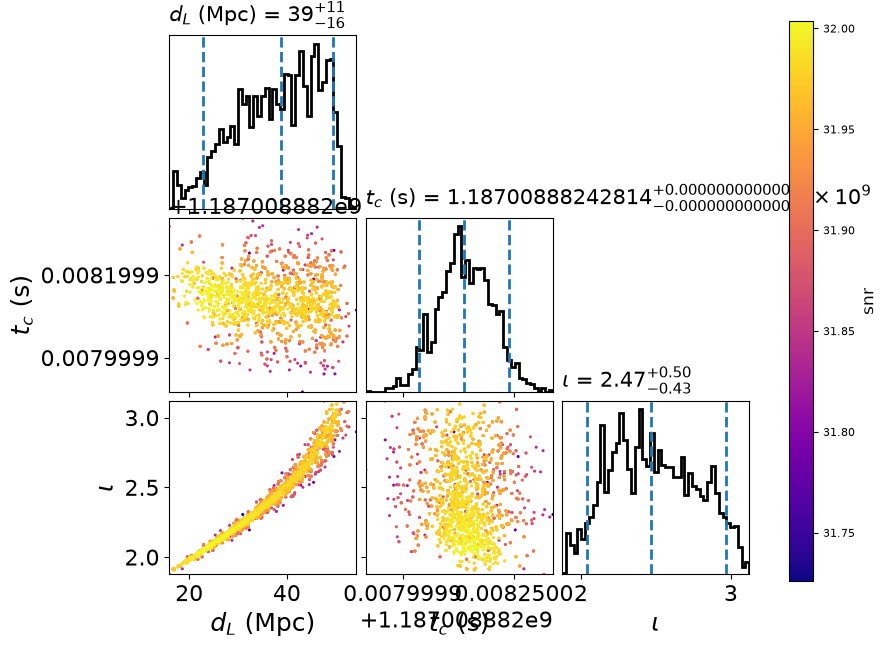 d_L (Mpc) = 39^{+11}_{-16}
32.00
31.95
31.90
31.85
31.80
31.75
snr
+1.187008882e9
t_c (s) = 1.18700888242814^{+0.000000000000}_{-0.000000000000} × 10^9
t_c (s)
0.0081999
0.0079999
ι = 2.47^{+0.50}_{-0.43}
ι
3.0
2.5
2.0
20
40
0.0079999
0.0082500
2
3
d_L (Mpc)
+1.187008882e9
t_c (s)
ι